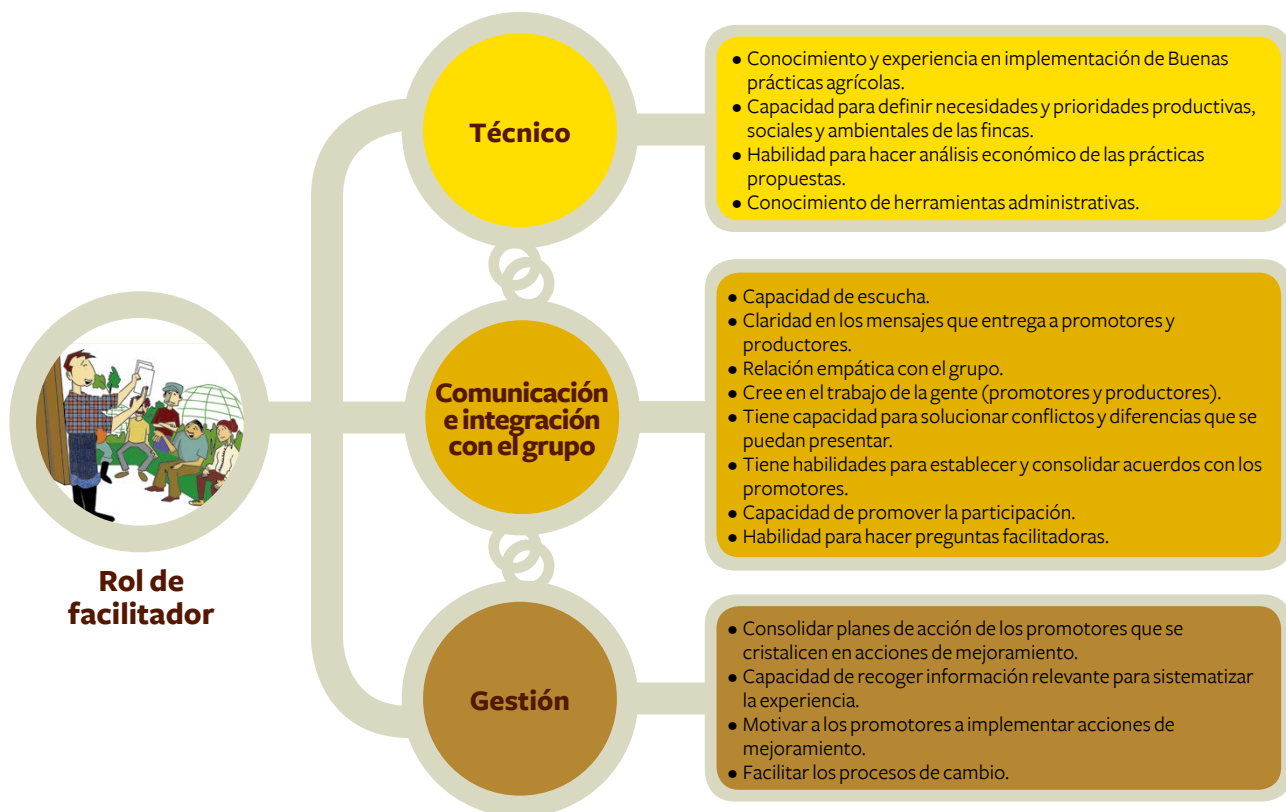 Técnico
● Conocimiento y experiencia en implementación de Buenas
prácticas agrícolas.
● Capacidad para definir necesidades y prioridades productivas,
sociales y ambientales de las fincas.
● Habilidad para hacer análisis económico de las prácticas
propuestas.
● Conocimiento de herramientas administrativas.
Rol de
facilitador
Comunicación
e integración
con el grupo
● Capacidad de escucha.
● Claridad en los mensajes que entrega a promotores y
productores.
● Relación empática con el grupo.
● Cree en el trabajo de la gente (promotores y productores).
● Tiene capacidad para solucionar conflictos y diferencias que se
puedan presentar.
● Tiene habilidades para establecer y consolidar acuerdos con los
promotores.
● Capacidad de promover la participación.
● Habilidad para hacer preguntas facilitadoras.
Gestión
● Consolidar planes de acción de los promotores que se
cristalicen en acciones de mejoramiento.
● Capacidad de recoger información relevante para sistematizar
la experiencia.
● Motivar a los promotores a implementar acciones de
mejoramiento.
● Facilitar los procesos de cambio.